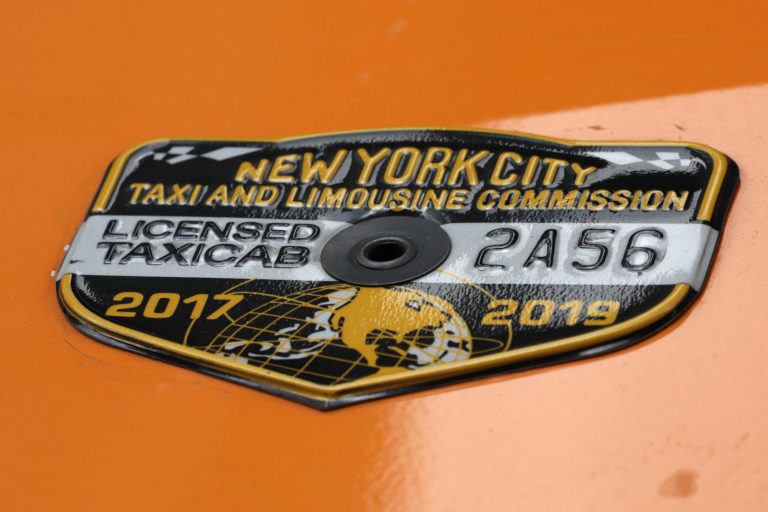 NEW YORK CITY
TAXI AND LIMOUSINE COMMISSION
LICENSED
TAXICAB
2A56
2017
2019